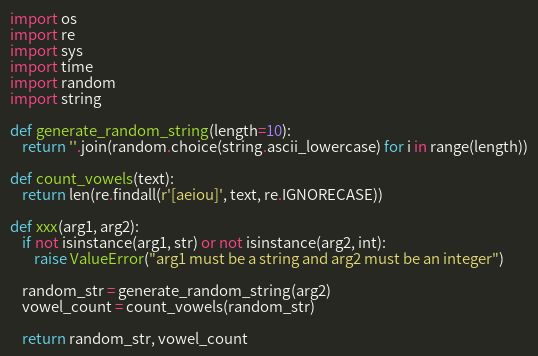 import os
import re
import sys
import time
import random
import string

def generate_random_string(length=10):
    return ''.join(random.choice(string.ascii_lowercase) for i in range(length))

def count_vowels(text):
    return len(re.findall(r'[aeiou]', text, re.IGNORECASE))

def xxx(arg1, arg2):
    if not isinstance(arg1, str) or not isinstance(arg2, int):
        raise ValueError("arg1 must be a string and arg2 must be an integer")

    random_str = generate_random_string(arg2)
    vowel_count = count_vowels(random_str)

    return random_str, vowel_count